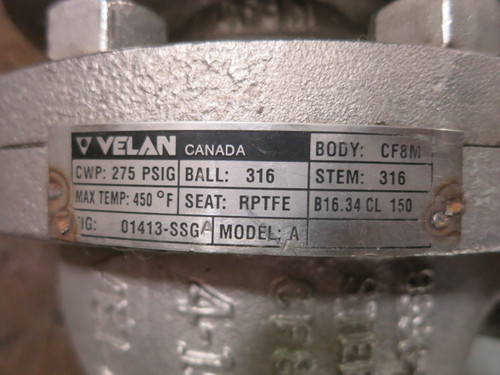 VELAN CANADA BODY: CF8M
CWP: 275 PSIG BALL: 316 STEM: 316
MAX TEMP: 450 °F SEAT: RPTFE B16.34 CL 150
01413-SSGA MODEL: A
CF8